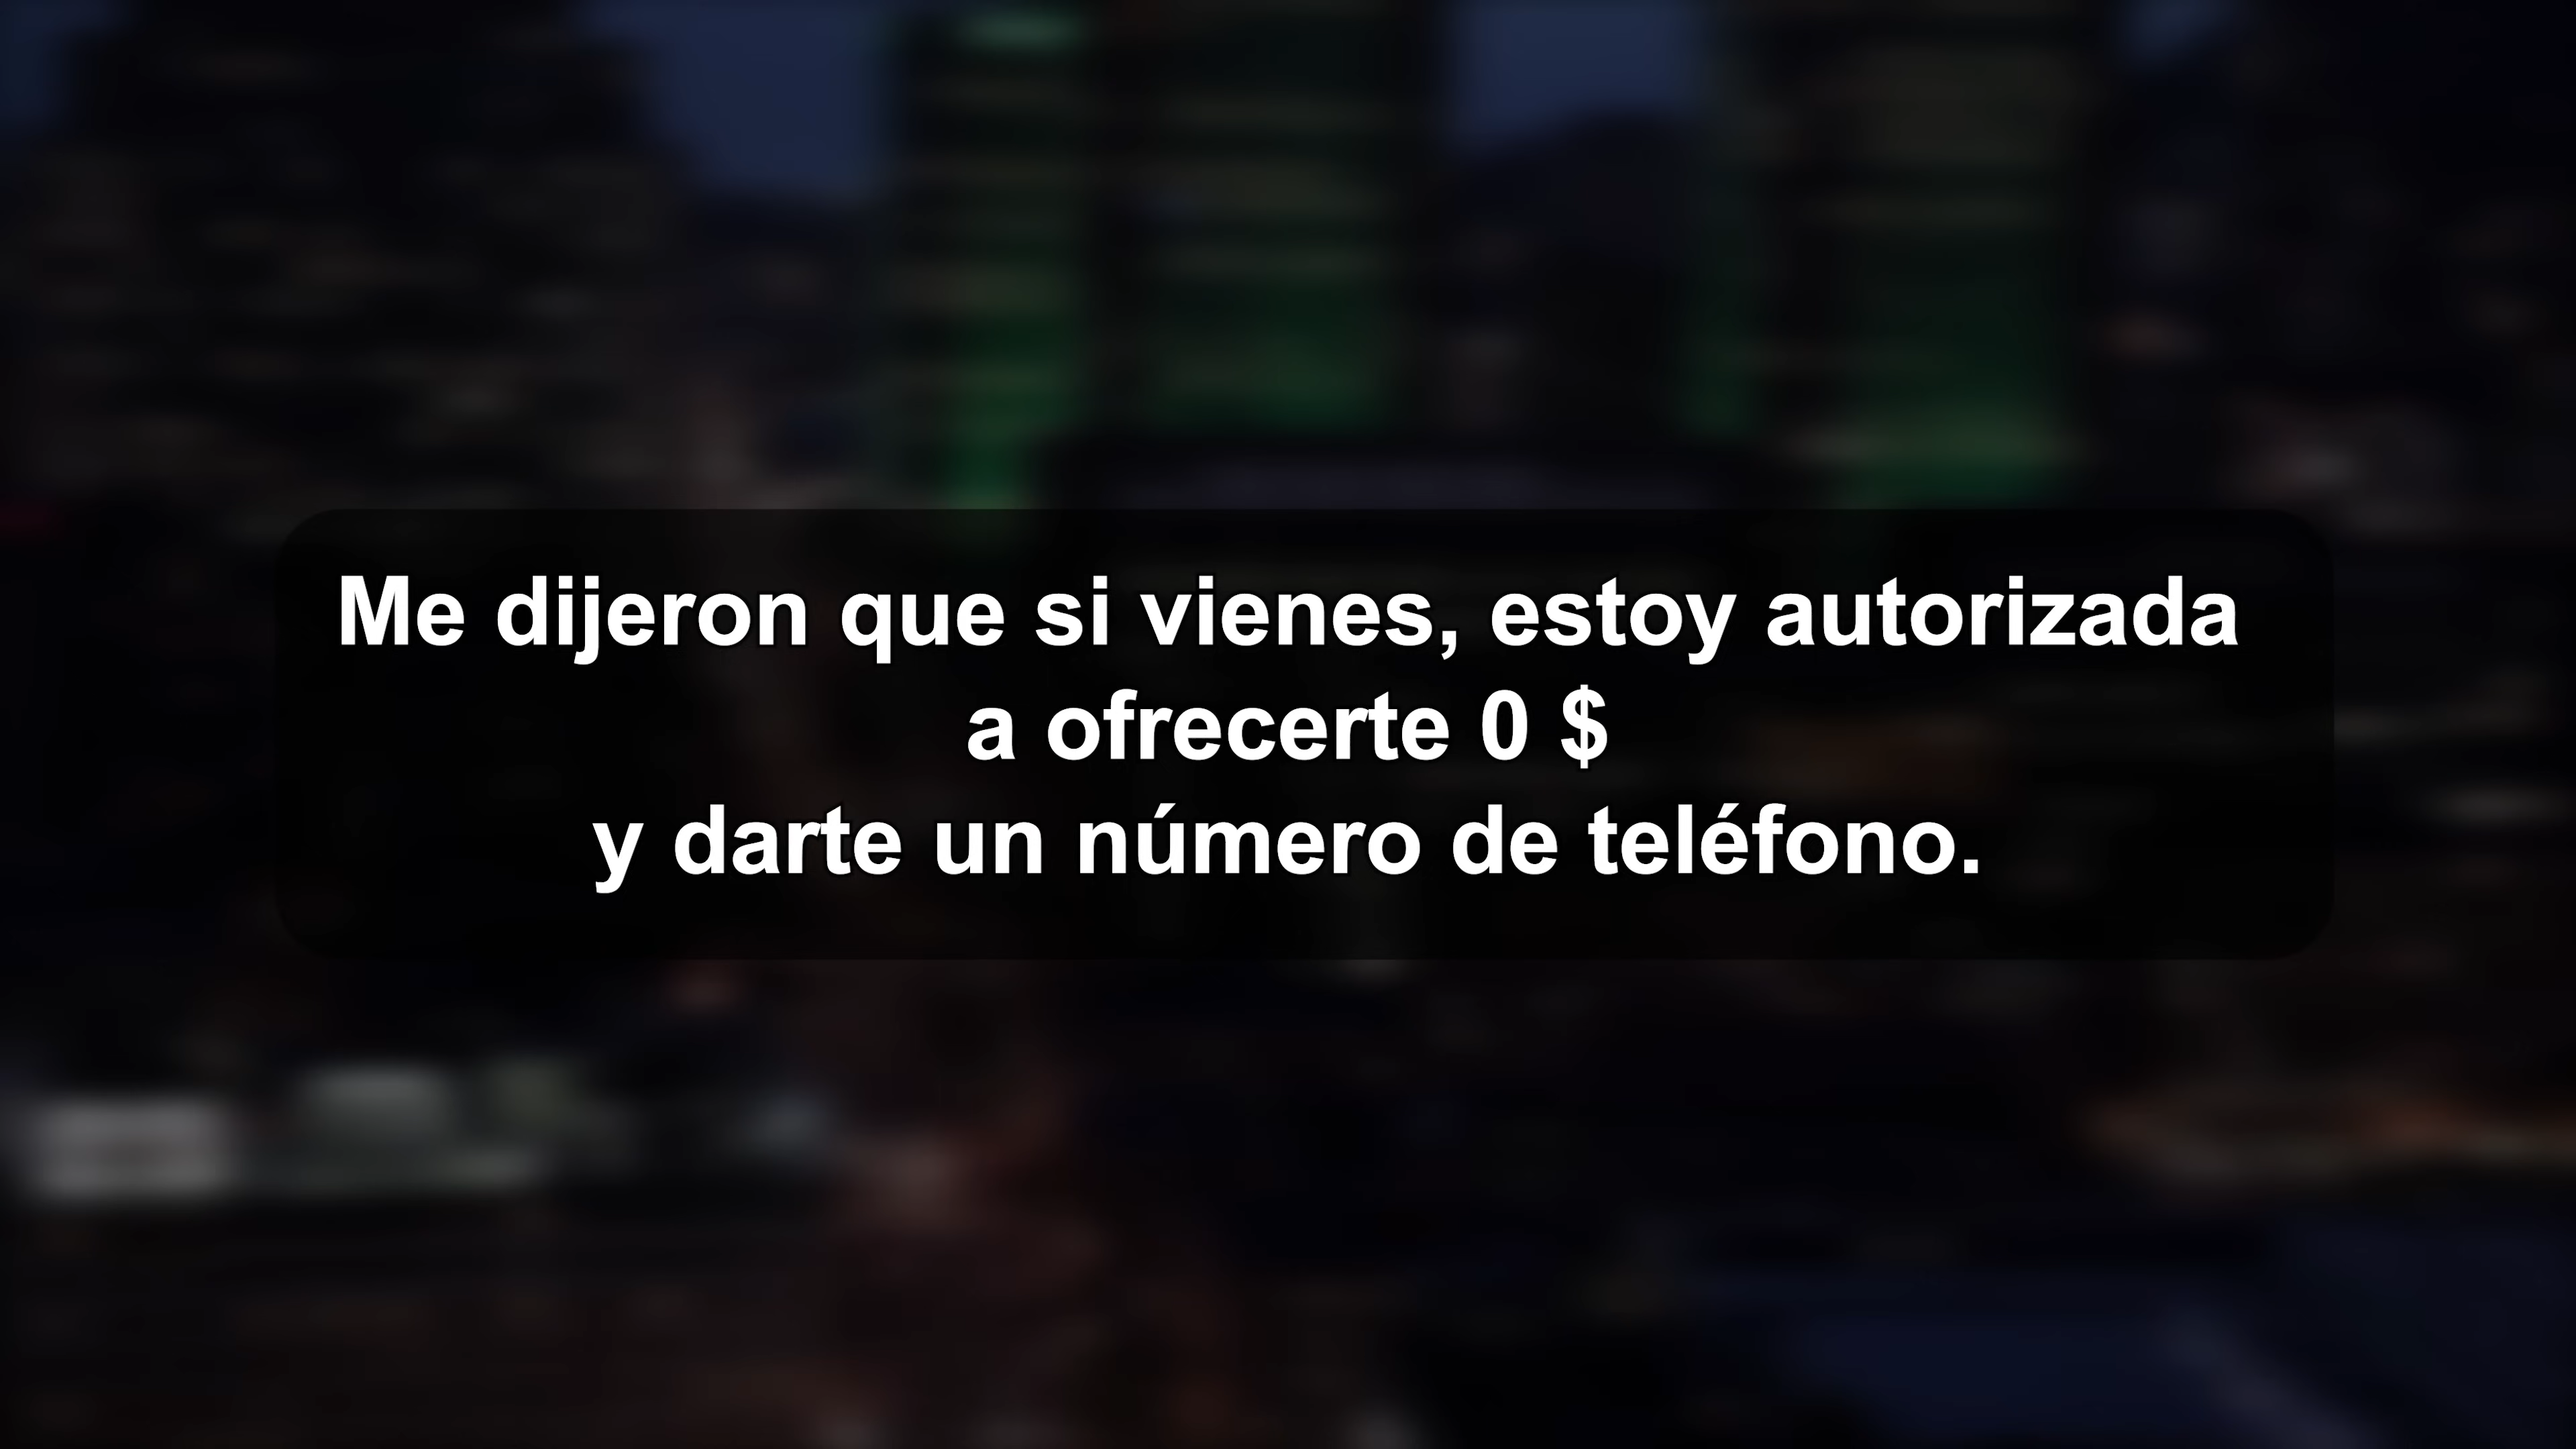 Me dijeron que si vienes, estoy autorizada
a ofrecerte 0 $
y darte un número de teléfono.